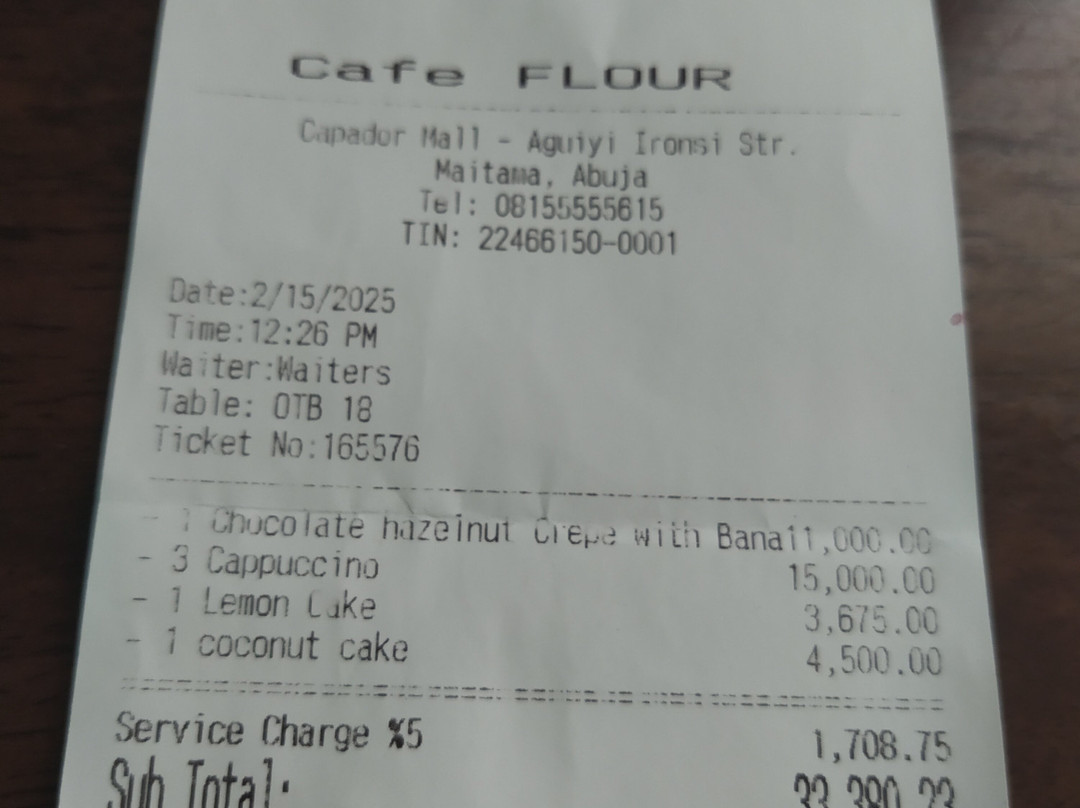 Cafe FLOUR
Capador Mall - Aguiyi Ironsi Str.
Maitama, Abuja
Tel: 08155555615
TIN: 22466150-0001
Date:2/15/2025
Time:12:26 PM
Waiter:Waiters
Table: OTB 18
Ticket No:165576
- 1 Chocolate hazelnut Crepe with Bana11,000.00
- 3 Cappuccino 15,000.00
- 1 Lemon Cake 3,675.00
- 1 coconut cake 4,500.00
Service Charge %5 1,708.75
Sub Total: